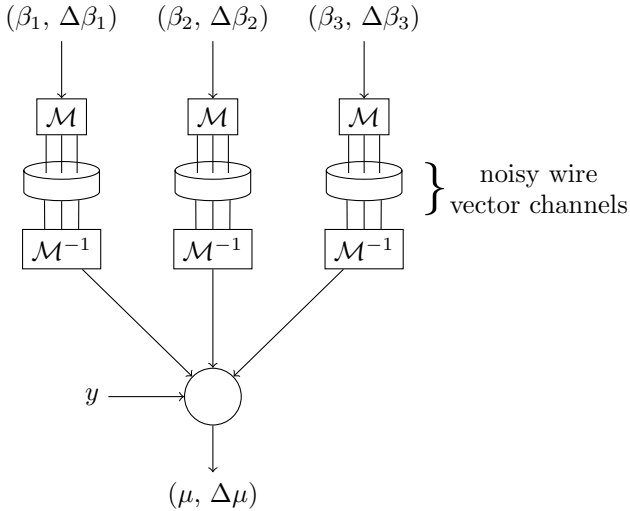 (β₁, Δβ₁) (β₂, Δβ₂) (β₃, Δβ₃)
ℳ ℳ ℳ
noisy wire
vector channels
ℳ⁻¹ ℳ⁻¹ ℳ⁻¹
y
(μ, Δμ)